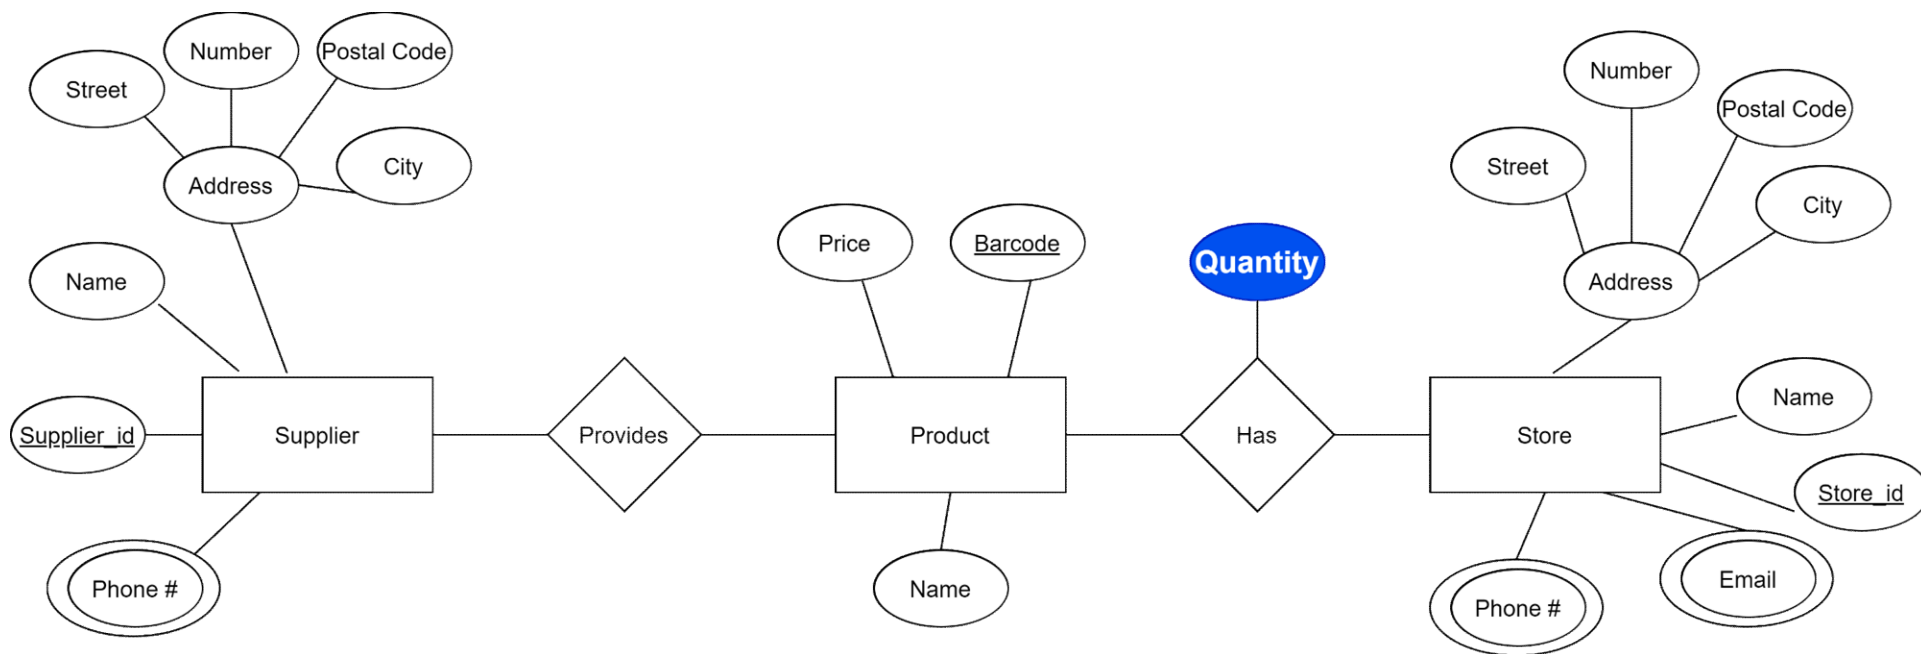 Number
Postal Code
Street
City
Address
Name
Supplier_id
Supplier
Phone #
Provides
Price
Barcode
Product
Name
Quantity
Has
Number
Postal Code
Street
City
Address
Store
Name
Store_id
Email
Phone #